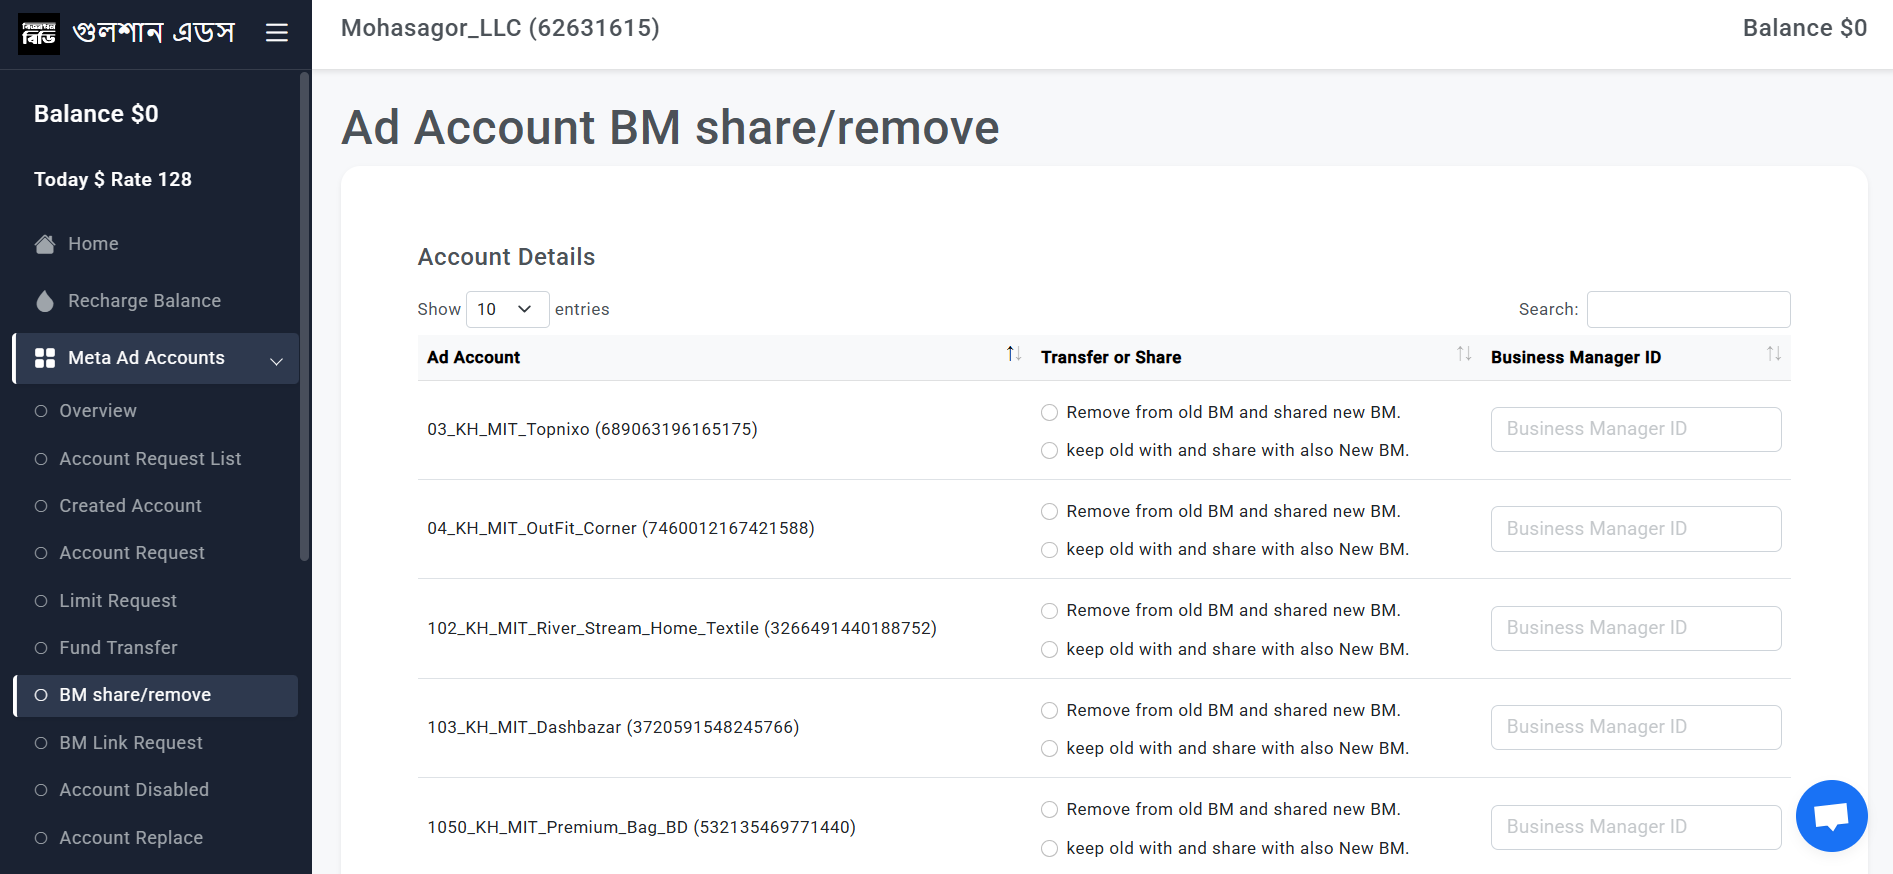 গুলশান এডস
Balance $0
Today $ Rate 128
Home
Recharge Balance
Meta Ad Accounts
Overview
Account Request List
Created Account
Account Request
Limit Request
Fund Transfer
BM share/remove
BM Link Request
Account Disabled
Account Replace
Mohasagor_LLC (62631615)
Balance $0
Ad Account BM share/remove
Account Details
Show 10 entries
Search:
Ad Account Transfer or Share Business Manager ID
03_KH_MIT_Topnixo (689063196165175)
Remove from old BM and shared new BM.
keep old with and share with also New BM.
Business Manager ID
04_KH_MIT_OutFit_Corner (7460012167421588)
Remove from old BM and shared new BM.
keep old with and share with also New BM.
Business Manager ID
102_KH_MIT_River_Stream_Home_Textile (3266491440188752)
Remove from old BM and shared new BM.
keep old with and share with also New BM.
Business Manager ID
103_KH_MIT_Dashbazar (3720591548245766)
Remove from old BM and shared new BM.
keep old with and share with also New BM.
Business Manager ID
1050_KH_MIT_Premium_Bag_BD (532135469771440)
Remove from old BM and shared new BM.
keep old with and share with also New BM.
Business Manager ID